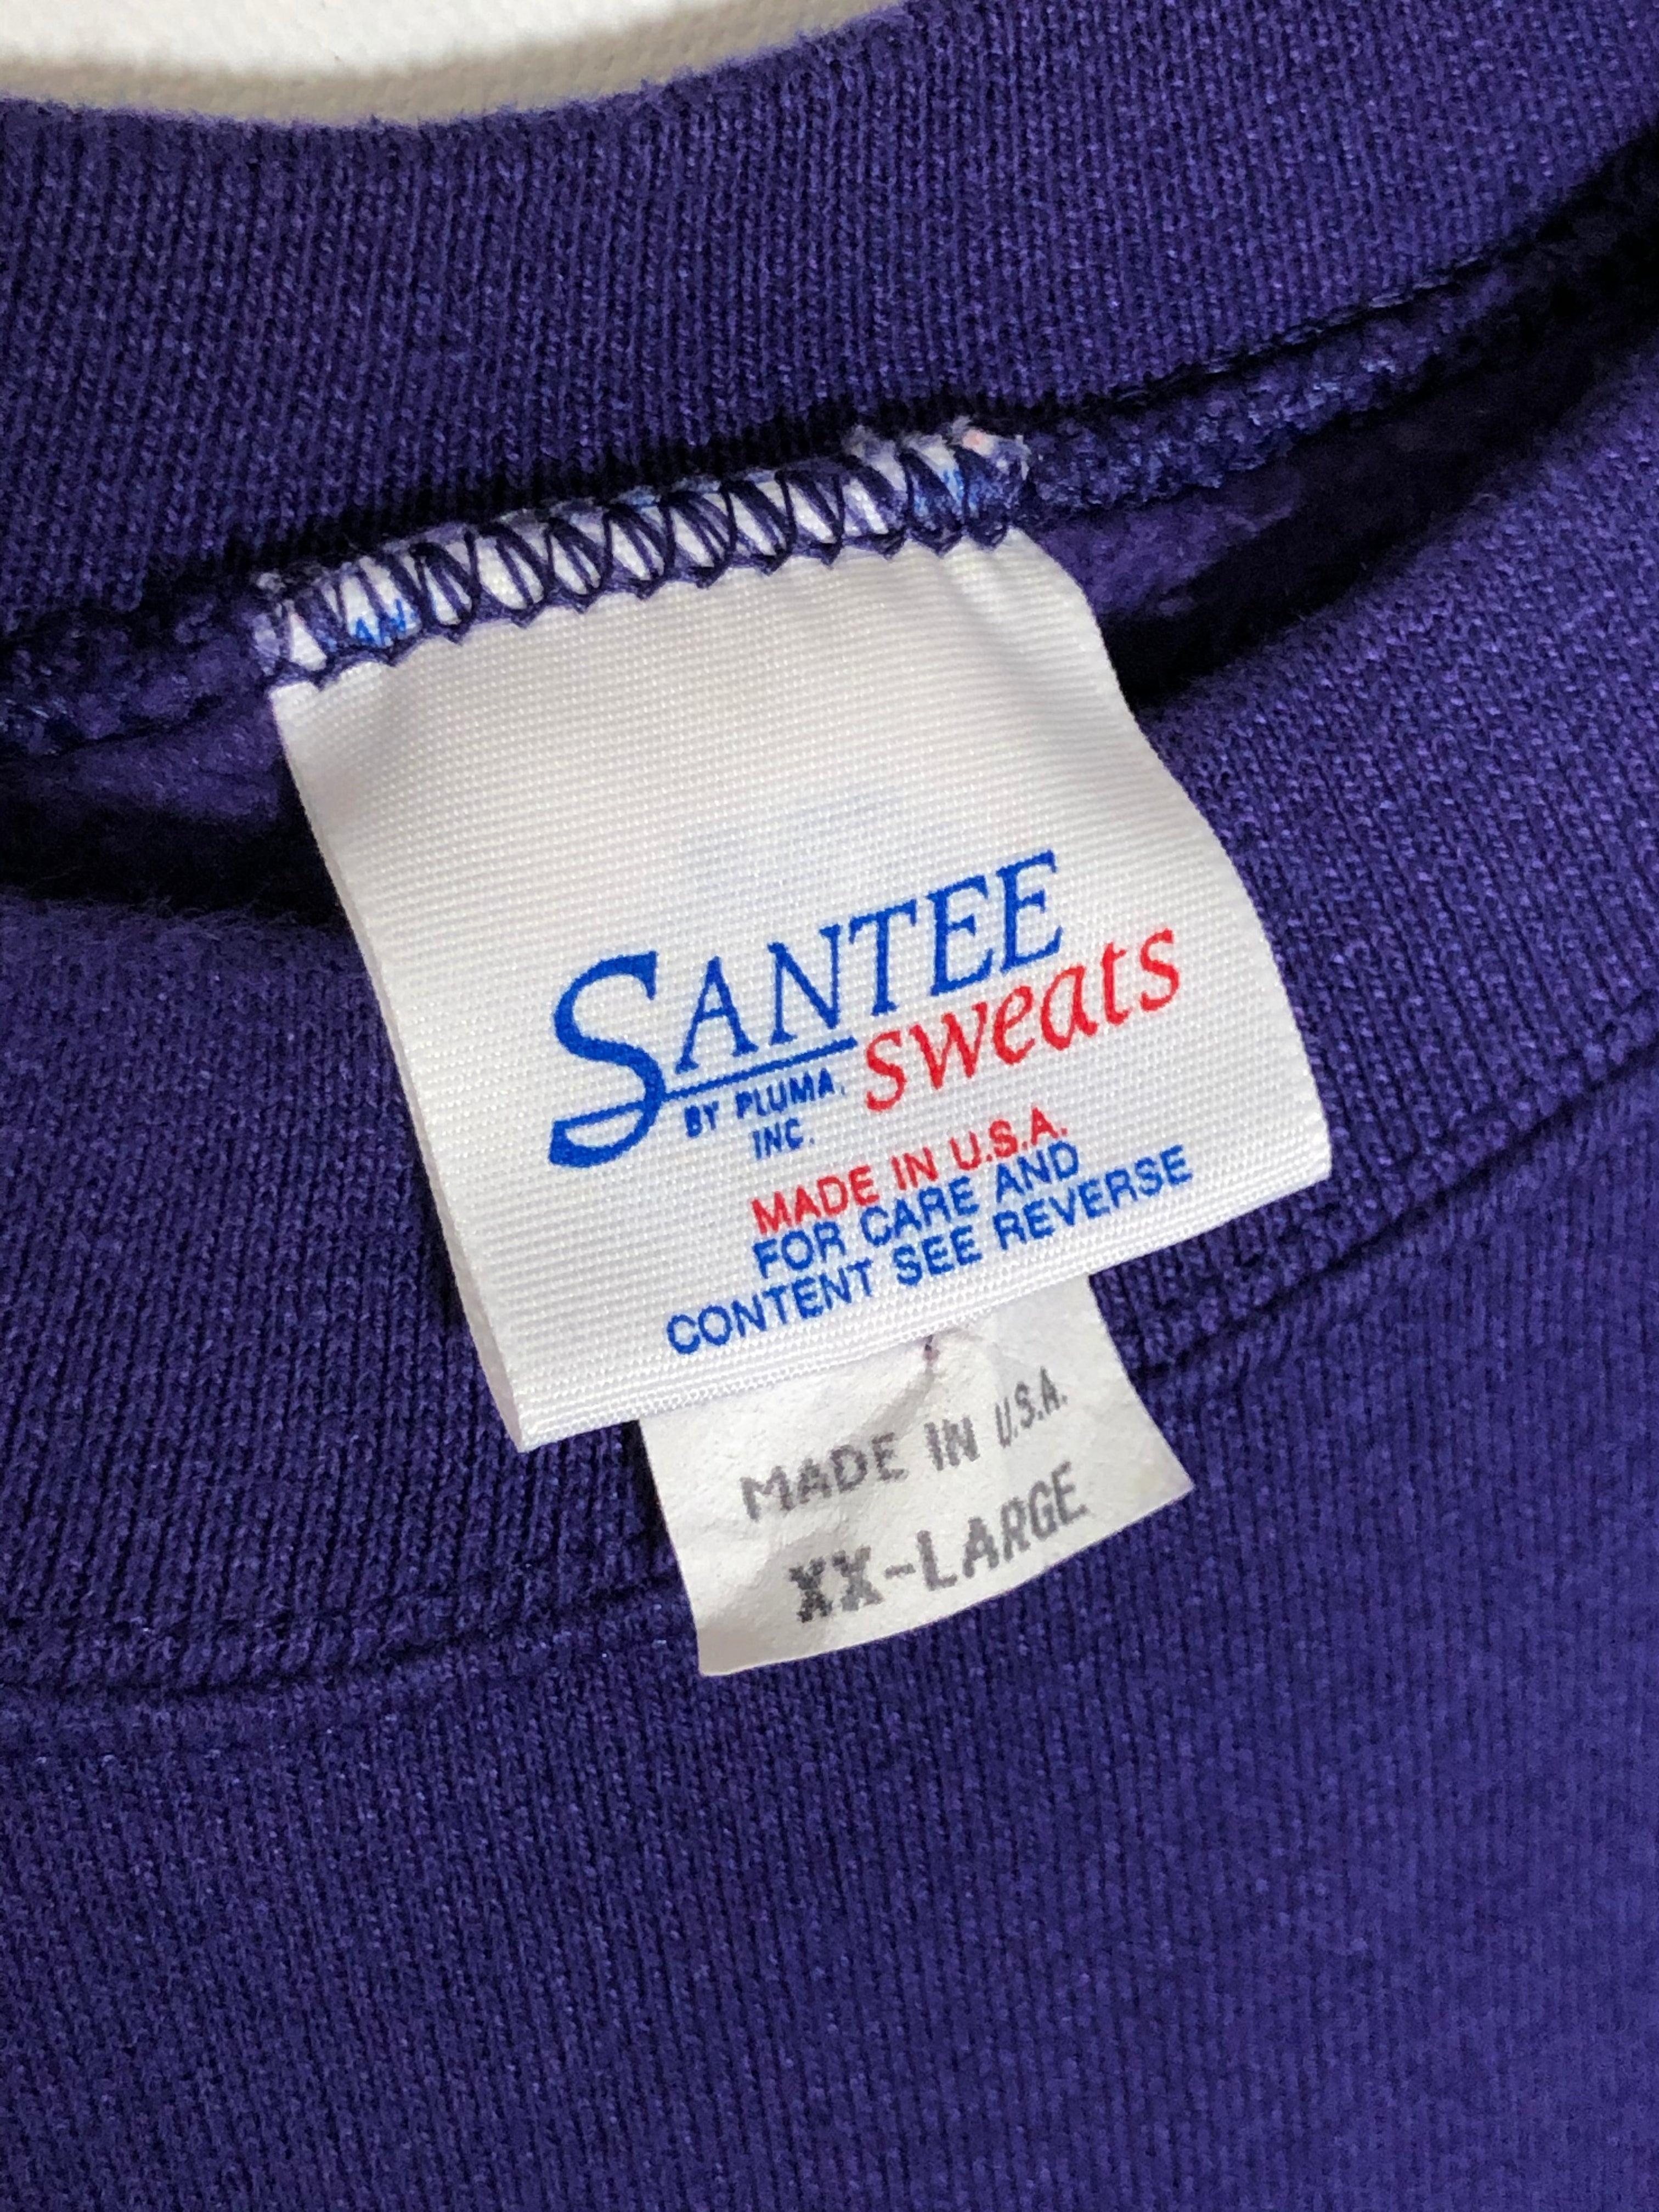 SANTEE
sweats
BY PLUMA,
INC.
MADE IN U.S.A.
FOR CARE AND
CONTENT SEE REVERSE
MADE IN U.S.A.
XX-LARGE